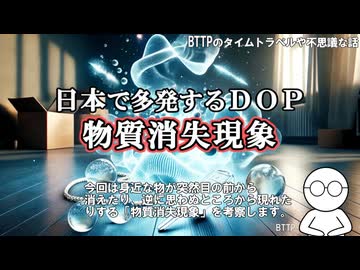 BTTPのタイムトラベルや不思議な話
日本で多発するDOP
物質消失現象
今回は身近な物が突然目の前から
消えたり、逆に思わぬところから現れた
りする「物質消失現象」を考察します。
BTTP